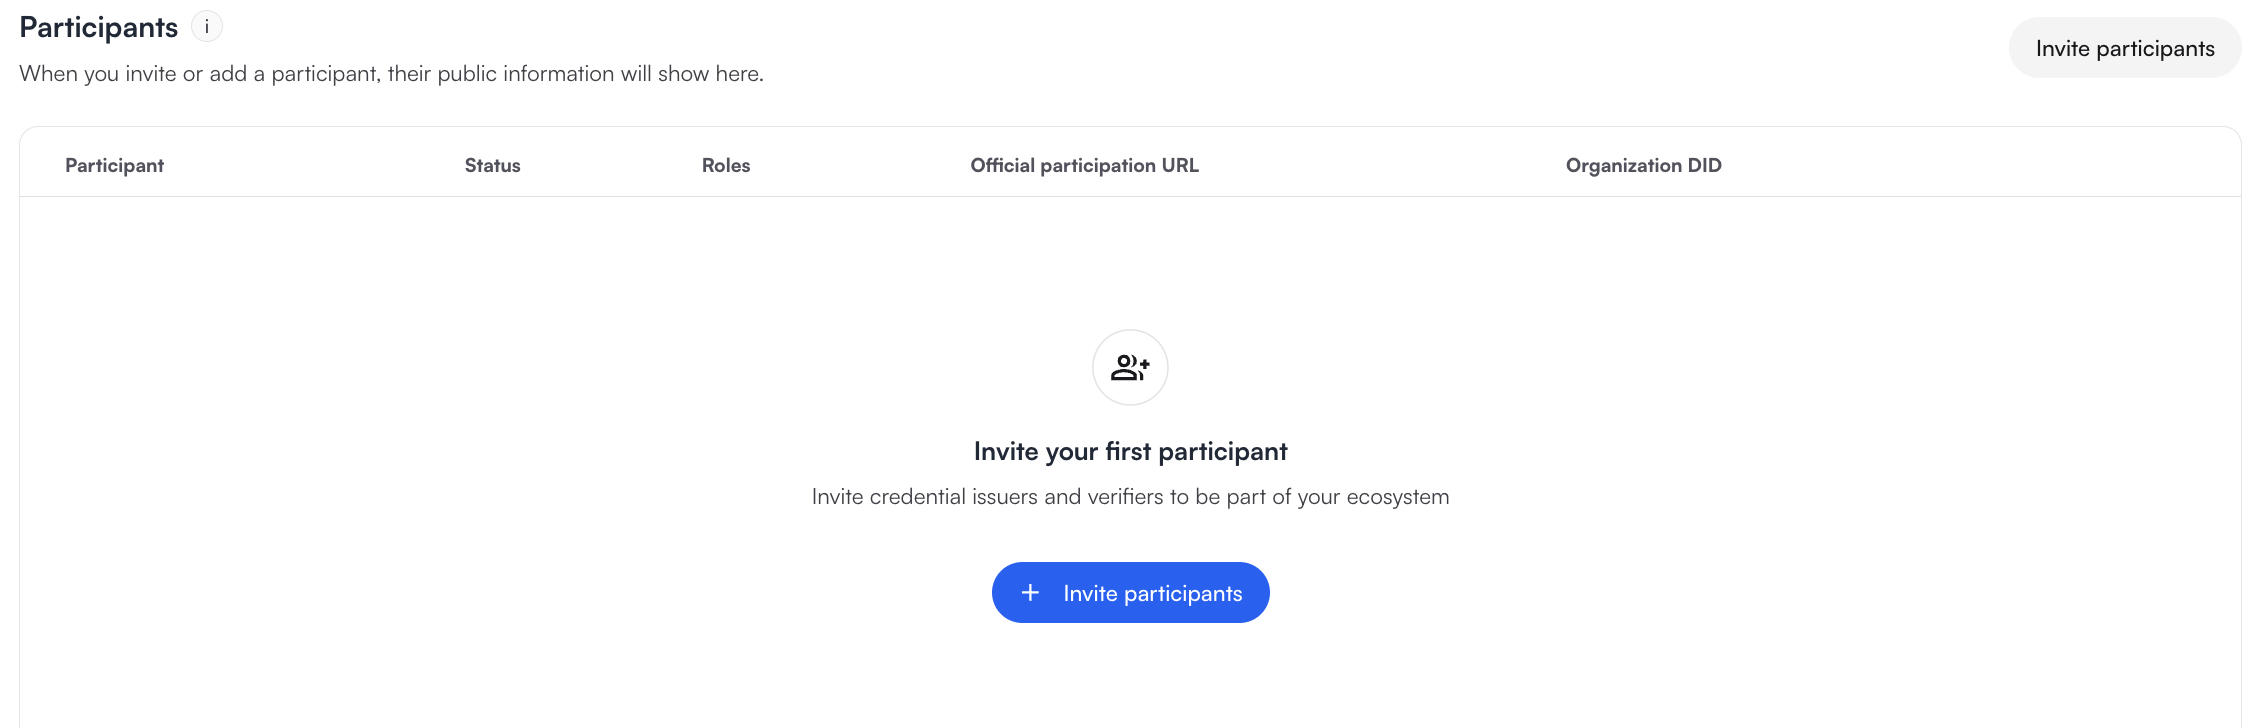 Participants i
Invite participants
When you invite or add a participant, their public information will show here.
Participant Status Roles Official participation URL Organization DID
Invite your first participant
Invite credential issuers and verifiers to be part of your ecosystem
+ Invite participants